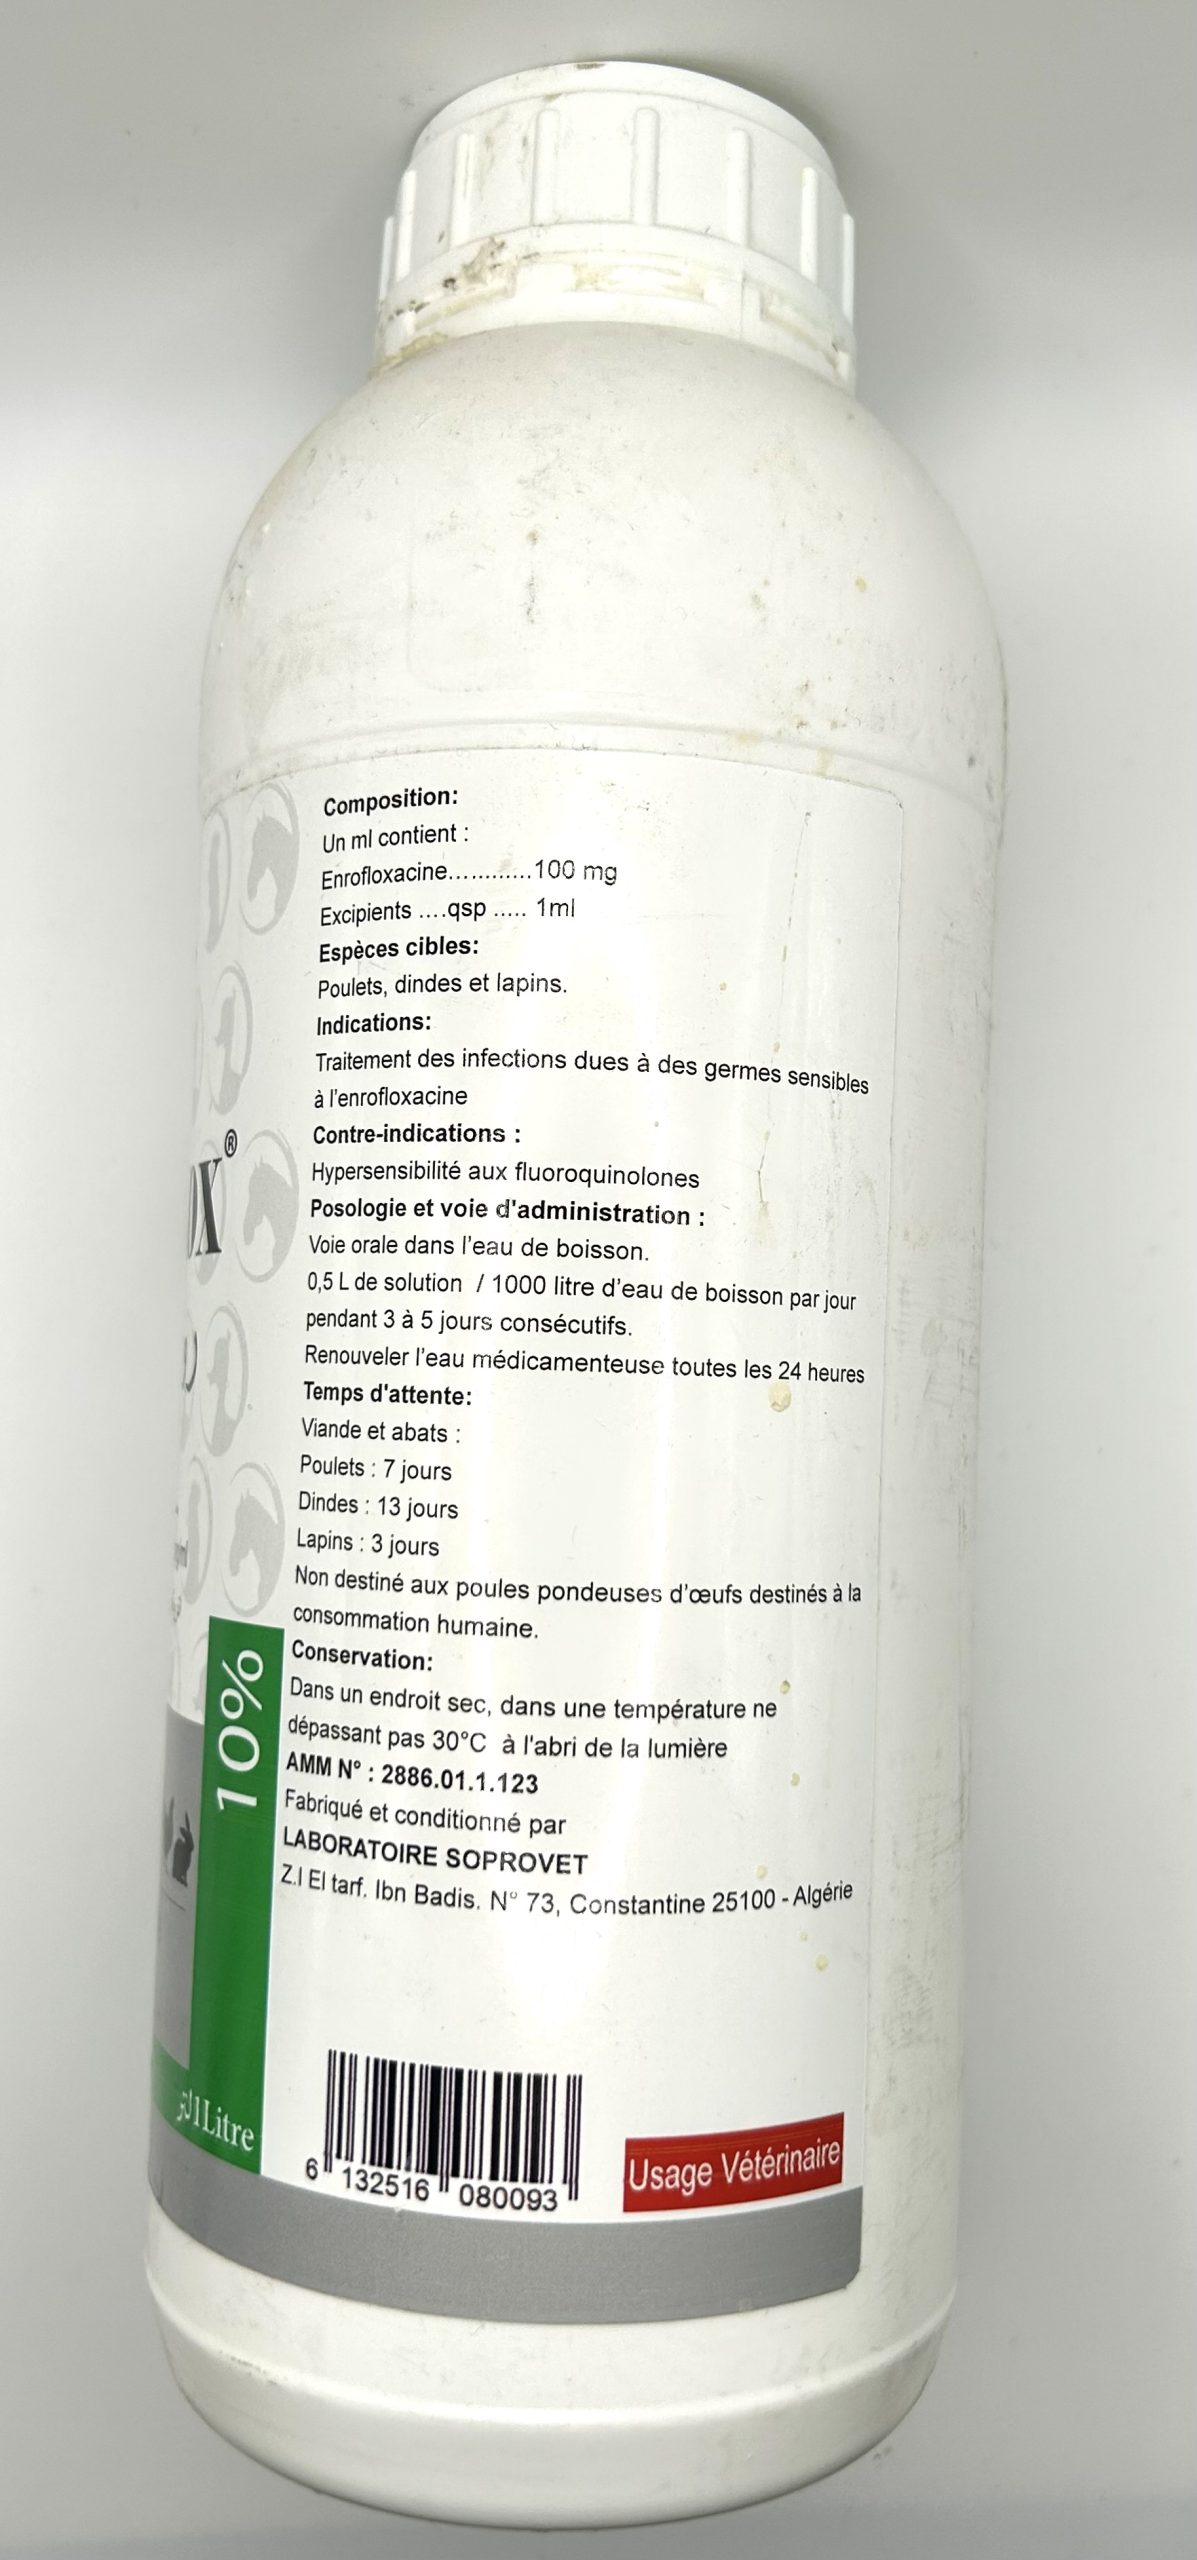 Composition:
Un ml contient :
Enrofloxacine............100 mg
Excipients ....qsp ..... 1ml
Espèces cibles:
Poulets, dindes et lapins.
Indications:
Traitement des infections dues à des germes sensibles
à l'enrofloxacine
Contre-indications :
Hypersensibilité aux fluoroquinolones
Posologie et voie d'administration :
Voie orale dans l'eau de boisson.
0,5 L de solution / 1000 litre d'eau de boisson par jour
pendant 3 à 5 jours consécutifs.
Renouveler l'eau médicamenteuse toutes les 24 heures
Temps d'attente:
Viande et abats :
Poulets : 7 jours
Dindes : 13 jours
Lapins : 3 jours
Non destiné aux poules pondeuses d'œufs destinés à la
consommation humaine.
Conservation:
Dans un endroit sec, dans une température ne
dépassant pas 30°C à l'abri de la lumière
AMM N° : 2886.01.1.123
Fabriqué et conditionné par
LABORATOIRE SOPROVET
Z.I El tarf. Ibn Badis. N° 73, Constantine 25100 - Algérie
6 132516 080093
Usage Vétérinaire
10%
1Litre